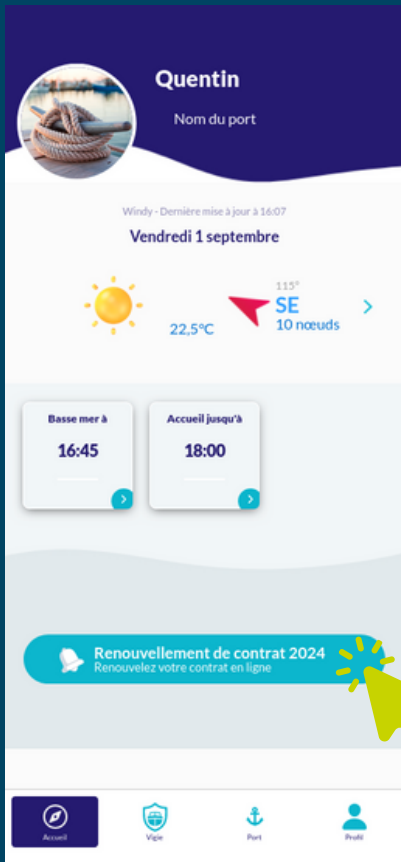 Quentin
Nom du port
Windy - Dernière mise à jour à 16:07
Vendredi 1 septembre
115°
SE
22,5°C
10 nœuds
Basse mer à
Accueil jusqu'à
16:45
18:00
Renouvellement de contrat 2024
Renouvelez votre contrat en ligne
Accueil
Vigie
Port
Profil